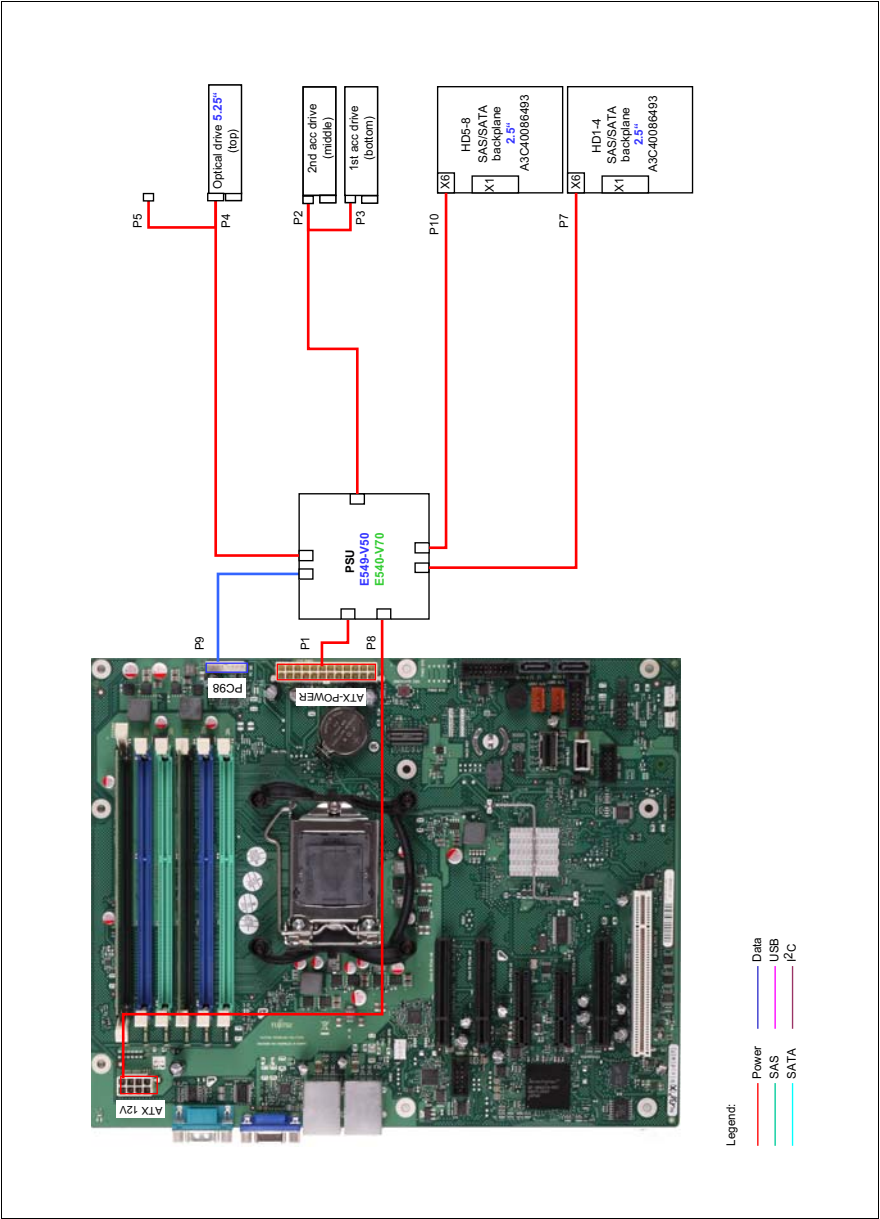 P5
P4
Optical drive 5.25“
(top)
P2
P3
2nd acc drive
(middle)
1st acc drive
(bottom)
P10
X6
X1
HD5-8
SAS/SATA
backplane
2.5“
A3C40086493
P7
X6
X1
HD1-4
SAS/SATA
backplane
2.5“
A3C40086493
PSU
E549-V50
E540-V70
P9
P1
P8
PC98
ATX-POWER
ATX 12V
FUJITSU
Legend:
Power
SAS
SATA
Data
USB
I²C